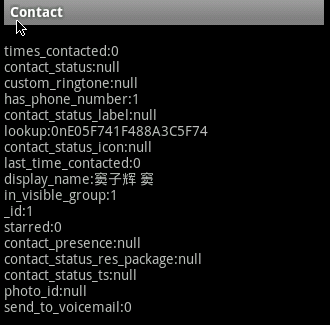 Contact
times_contacted:0
contact_status:null
custom_ringtone:null
has_phone_number:1
contact_status_label:null
lookup:0nE05F741F488A3C5F74
contact_status_icon:null
last_time_contacted:0
display_name:窦子辉 窦
in_visible_group:1
_id:1
starred:0
contact_presence:null
contact_status_res_package:null
contact_status_ts:null
photo_id:null
send_to_voicemail:0